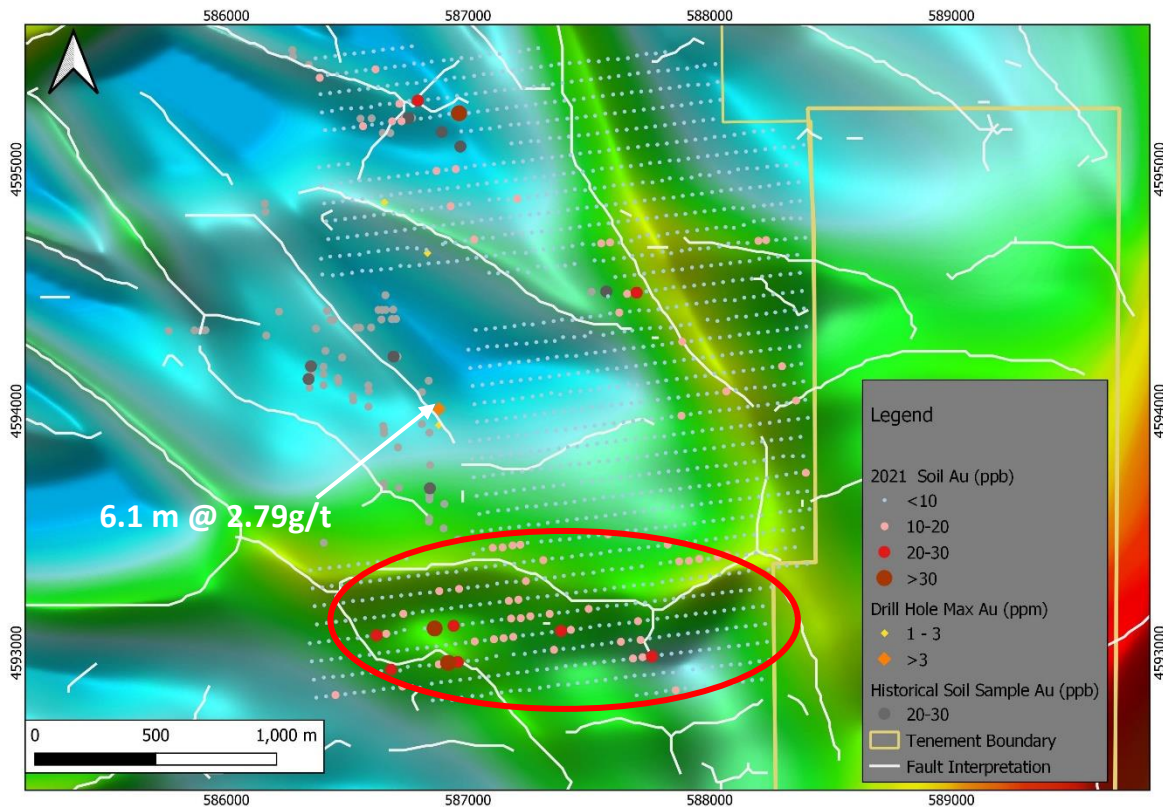 586000 587000 588000 589000
4595000 4595000
4594000 4594000
4593000 4593000
6.1 m @ 2.79g/t
Legend
2021 Soil Au (ppb)
<10
10-20
20-30
>30
Drill Hole Max Au (ppm)
1 - 3
>3
Historical Soil Sample Au (ppb)
20-30
Tenement Boundary
Fault Interpretation
0 500 1,000 m
586000 587000 588000 589000